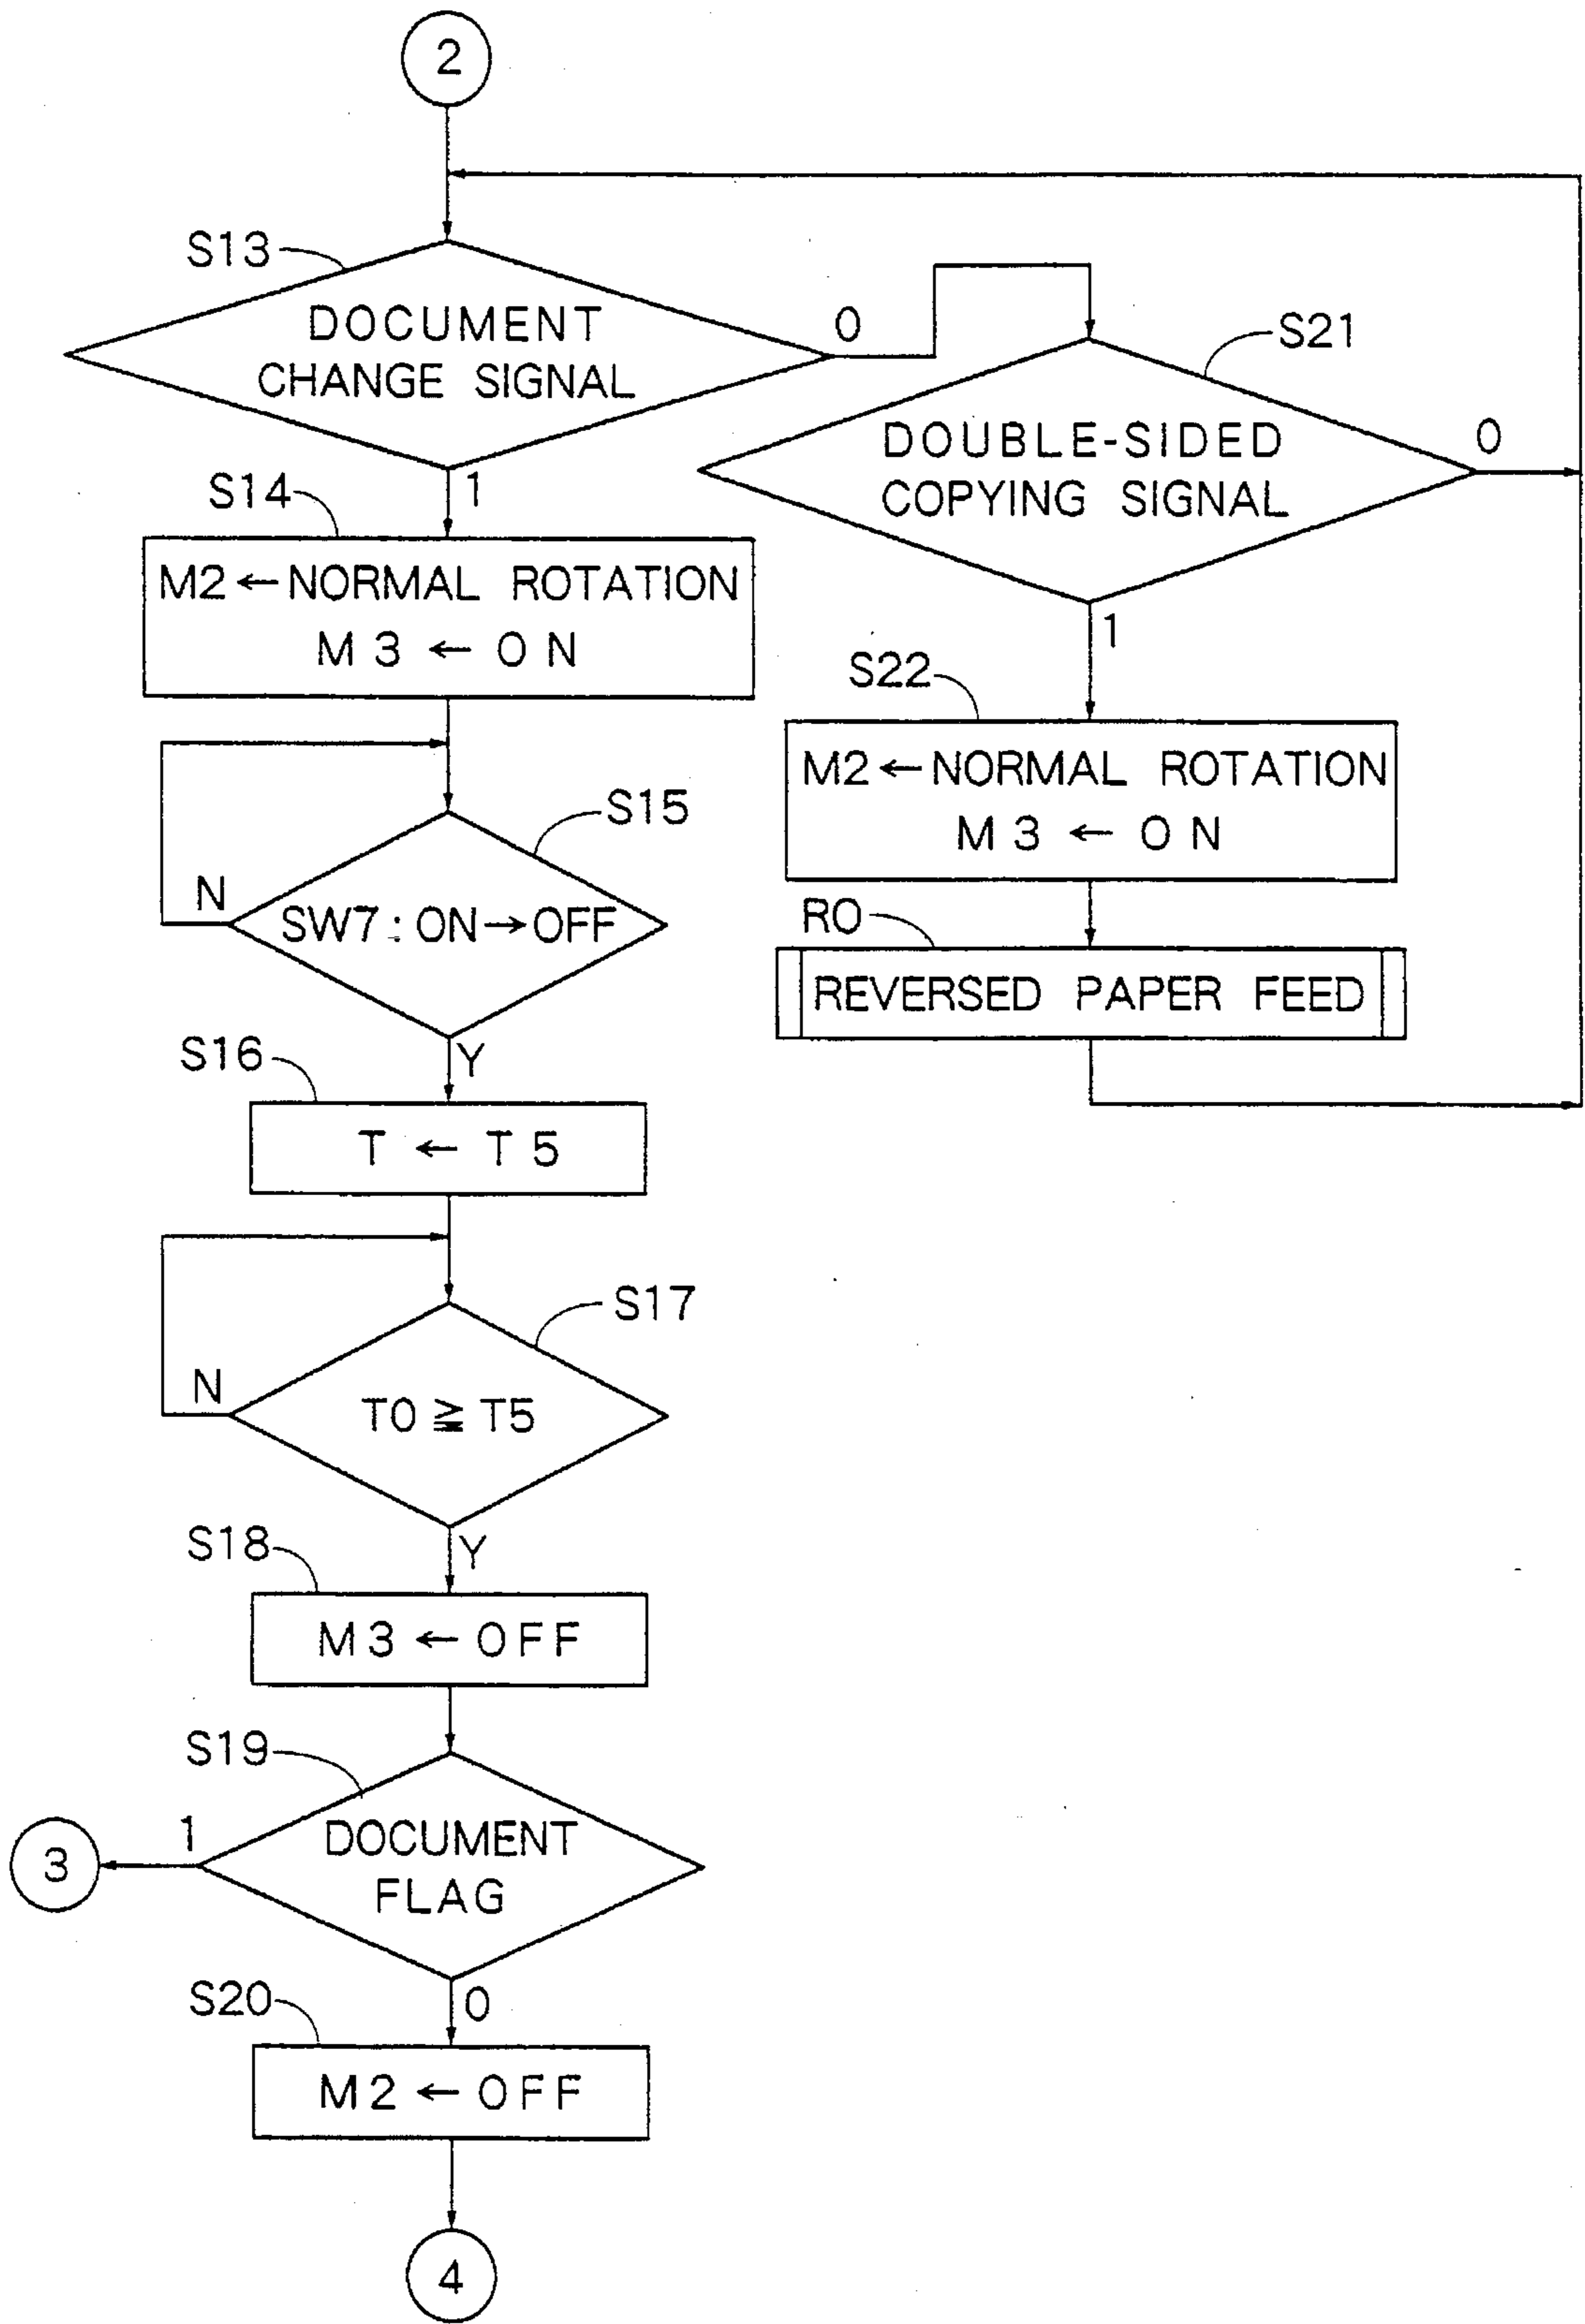 2
S13
DOCUMENT
CHANGE SIGNAL
0
1
S21
DOUBLE-SIDED
COPYING SIGNAL
0
1
S14
M2 ← NORMAL ROTATION
M3 ← ON
S22
M2 ← NORMAL ROTATION
M3 ← ON
R0
REVERSED PAPER FEED
S15
SW7 : ON → OFF
N
Y
S16
T ← T5
S17
T0 ≧ T5
N
Y
S18
M3 ← OFF
S19
DOCUMENT
FLAG
1
3
0
S20
M2 ← OFF
4